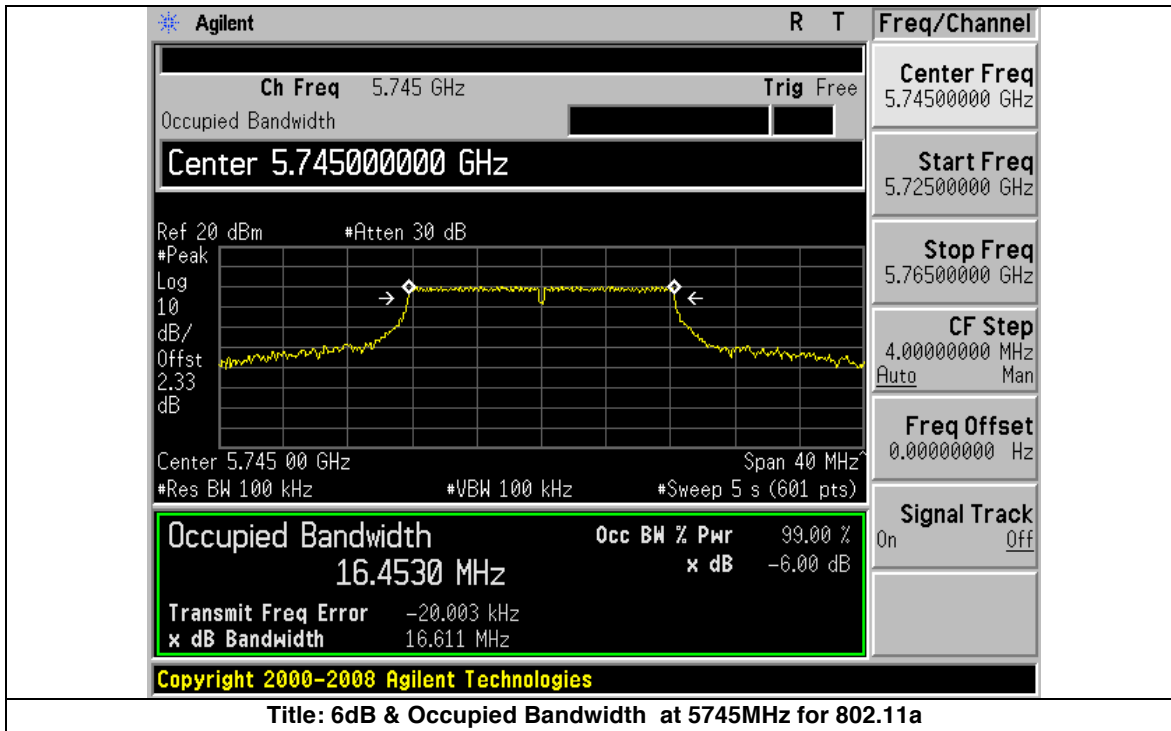 Agilent R T
Ch Freq 5.745 GHz Trig Free
Occupied Bandwidth
Center 5.745000000 GHz
Ref 20 dBm #Atten 30 dB
#Peak
Log
10
dB/
Offst
2.33
dB
Center 5.745 00 GHz Span 40 MHz^
#Res BW 100 kHz #VBW 100 kHz #Sweep 5 s (601 pts)
Occupied Bandwidth Occ BW % Pwr 99.00 %
16.4530 MHz x dB -6.00 dB
Transmit Freq Error -20.003 kHz
x dB Bandwidth 16.611 MHz
Copyright 2000-2008 Agilent Technologies
Freq/Channel
Center Freq
5.74500000 GHz
Start Freq
5.72500000 GHz
Stop Freq
5.76500000 GHz
CF Step
4.00000000 MHz
Auto Man
Freq Offset
0.00000000 Hz
Signal Track
On Off
Title: 6dB & Occupied Bandwidth at 5745MHz for 802.11a